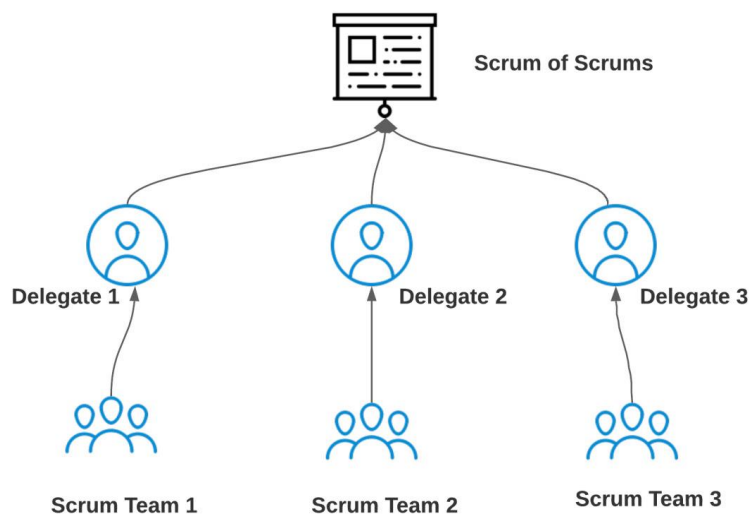 Scrum of Scrums
Delegate 1
Delegate 2
Delegate 3
Scrum Team 1
Scrum Team 2
Scrum Team 3